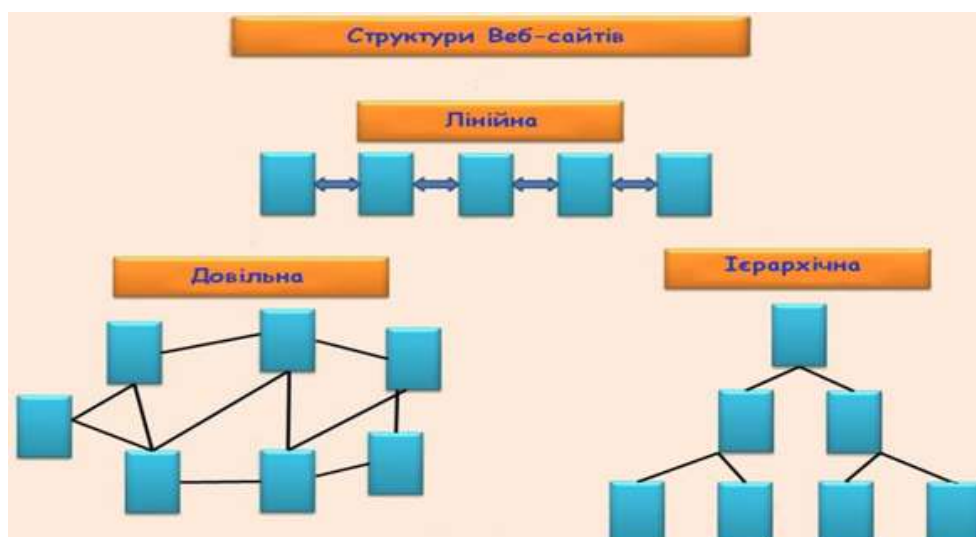 Структури Веб-сайтів
Лінійна
Довільна
Ієрархічна